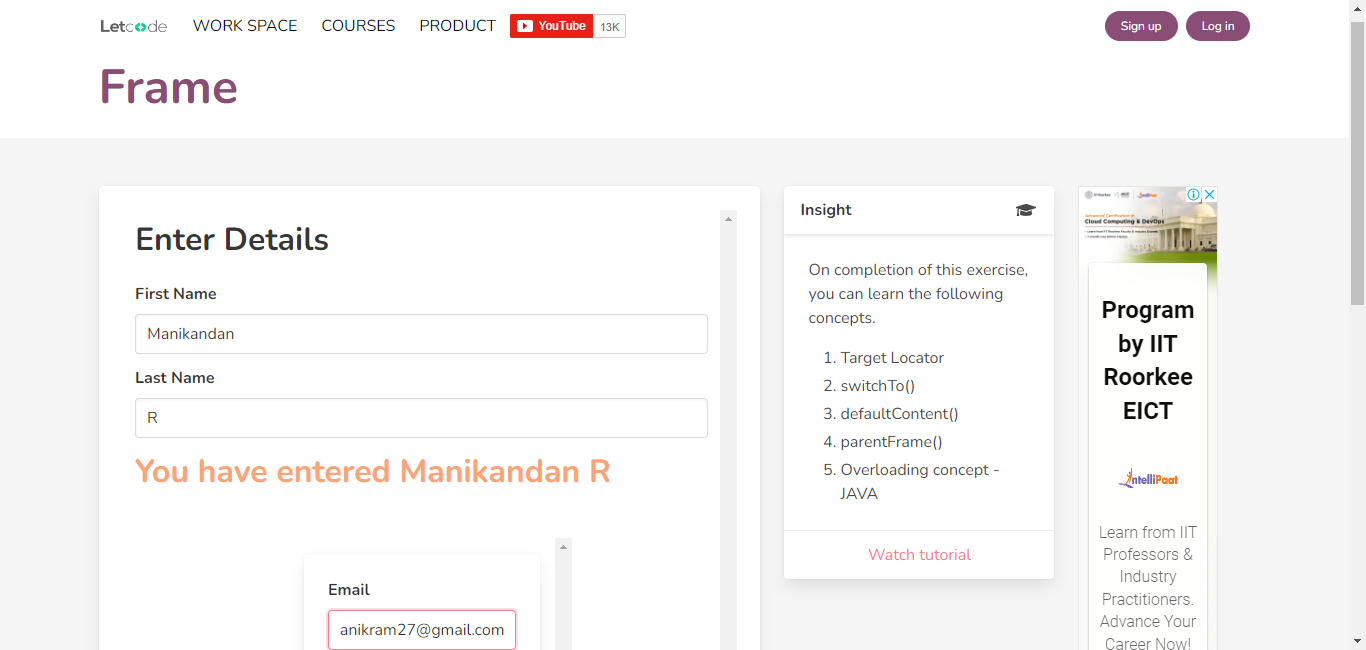 Letcode WORK SPACE COURSES PRODUCT YouTube 13K Sign up Log in
Frame
Enter Details
First Name
Manikandan
Last Name
R
You have entered Manikandan R
Email
anikram27@gmail.com
Insight
On completion of this exercise,
you can learn the following
concepts.
1. Target Locator
2. switchTo()
3. defaultContent()
4. parentFrame()
5. Overloading concept -
JAVA
Watch tutorial
Cloud Computing & DevOps
Program
by IIT
Roorkee
EICT
IntelliPaat
Learn from IIT
Professors &
Industry
Practitioners.
Advance Your
Career Now!